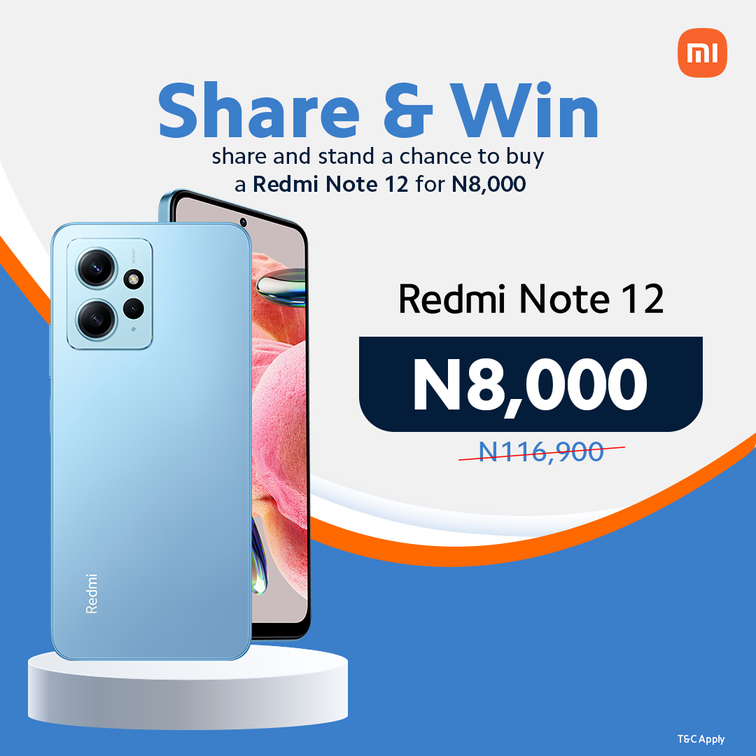 mi
Share & Win
share and stand a chance to buy
a Redmi Note 12 for N8,000
Redmi Note 12
N8,000
N116,900
Redmi
T&C Apply